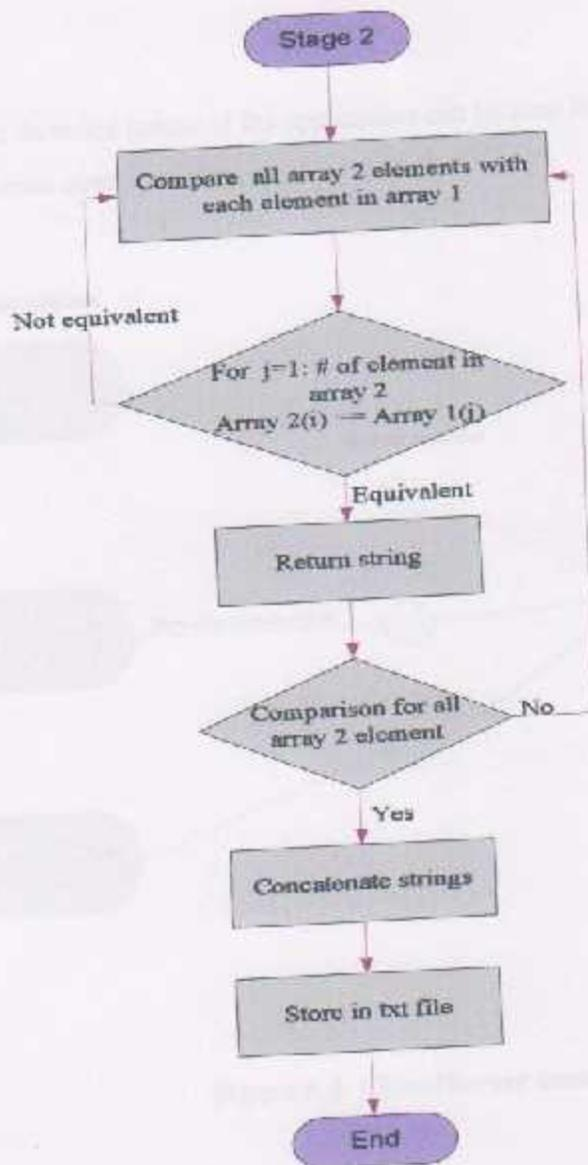 Stage 2
Compare all array 2 elements with
each element in array 1
Not equivalent
For j=1: # of element in
array 2
Array 2(i) == Array 1(j)
Equivalent
Return string
Comparison for all
array 2 element
No
Yes
Concatenate strings
Store in txt file
End